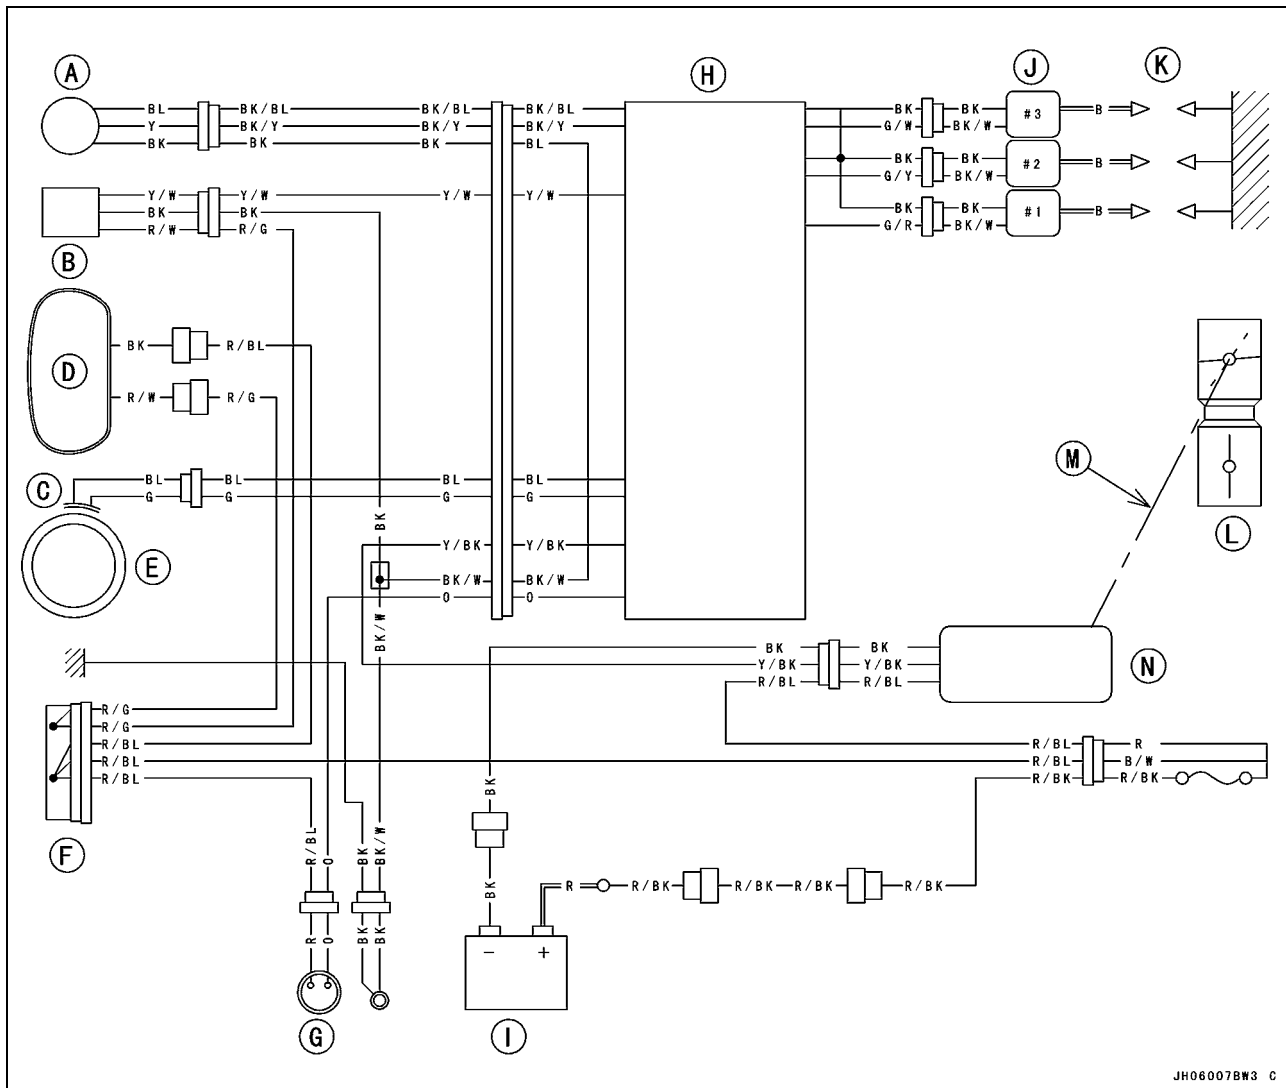 A
H
J
K
BL BK/BL BK/BL BK/BL BK BK #3 B
Y BK/Y BK/Y BK/Y G/W BK/W
BK BK BK BL
BK BK #2 B
G/Y BK/W
Y/W Y/W Y/W Y/W
BK BK BK BK #1 B
R/W R/G G/R BK/W
B
BK R/BL
D
R/W R/G
M
C BL BL BL BL
G G G G
BK
L
Y/BK Y/BK
E
BK/W BK/W
O O
BK/W
BK BK
Y/BK Y/BK N
R/BL R/BL
R/G
R/G
R/BL R/BL R
R/BL R/BL B/W
R/BL R/BK R/BK
BK
F R/BL O BK BK/W
BK R R/BK R/BK R/BK R/BK
R O BK BK
- +
G I
JH06007BW3 C